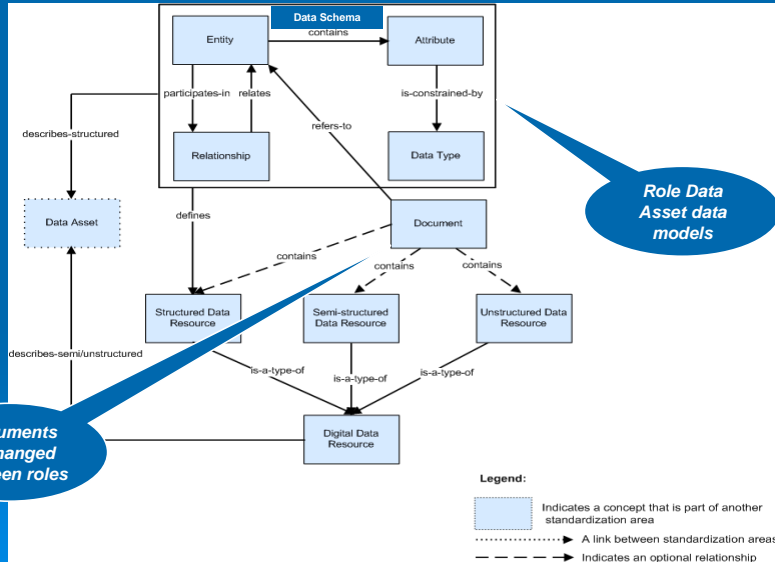 Data Schema
Entity
contains
Attribute
participates-in
relates
is-constrained-by
describes-structured
refers-to
Relationship
Data Type
Role Data
Asset data
models
Data Asset
defines
Document
contains
contains
contains
Structured Data
Resource
Semi-structured
Data Resource
Unstructured Data
Resource
describes-semi/unstructured
is-a-type-of
is-a-type-of
is-a-type-of
uments
hanged
een roles
Digital Data
Resource
Legend:
Indicates a concept that is part of another
standardization area
A link between standardization areas
Indicates an optional relationship